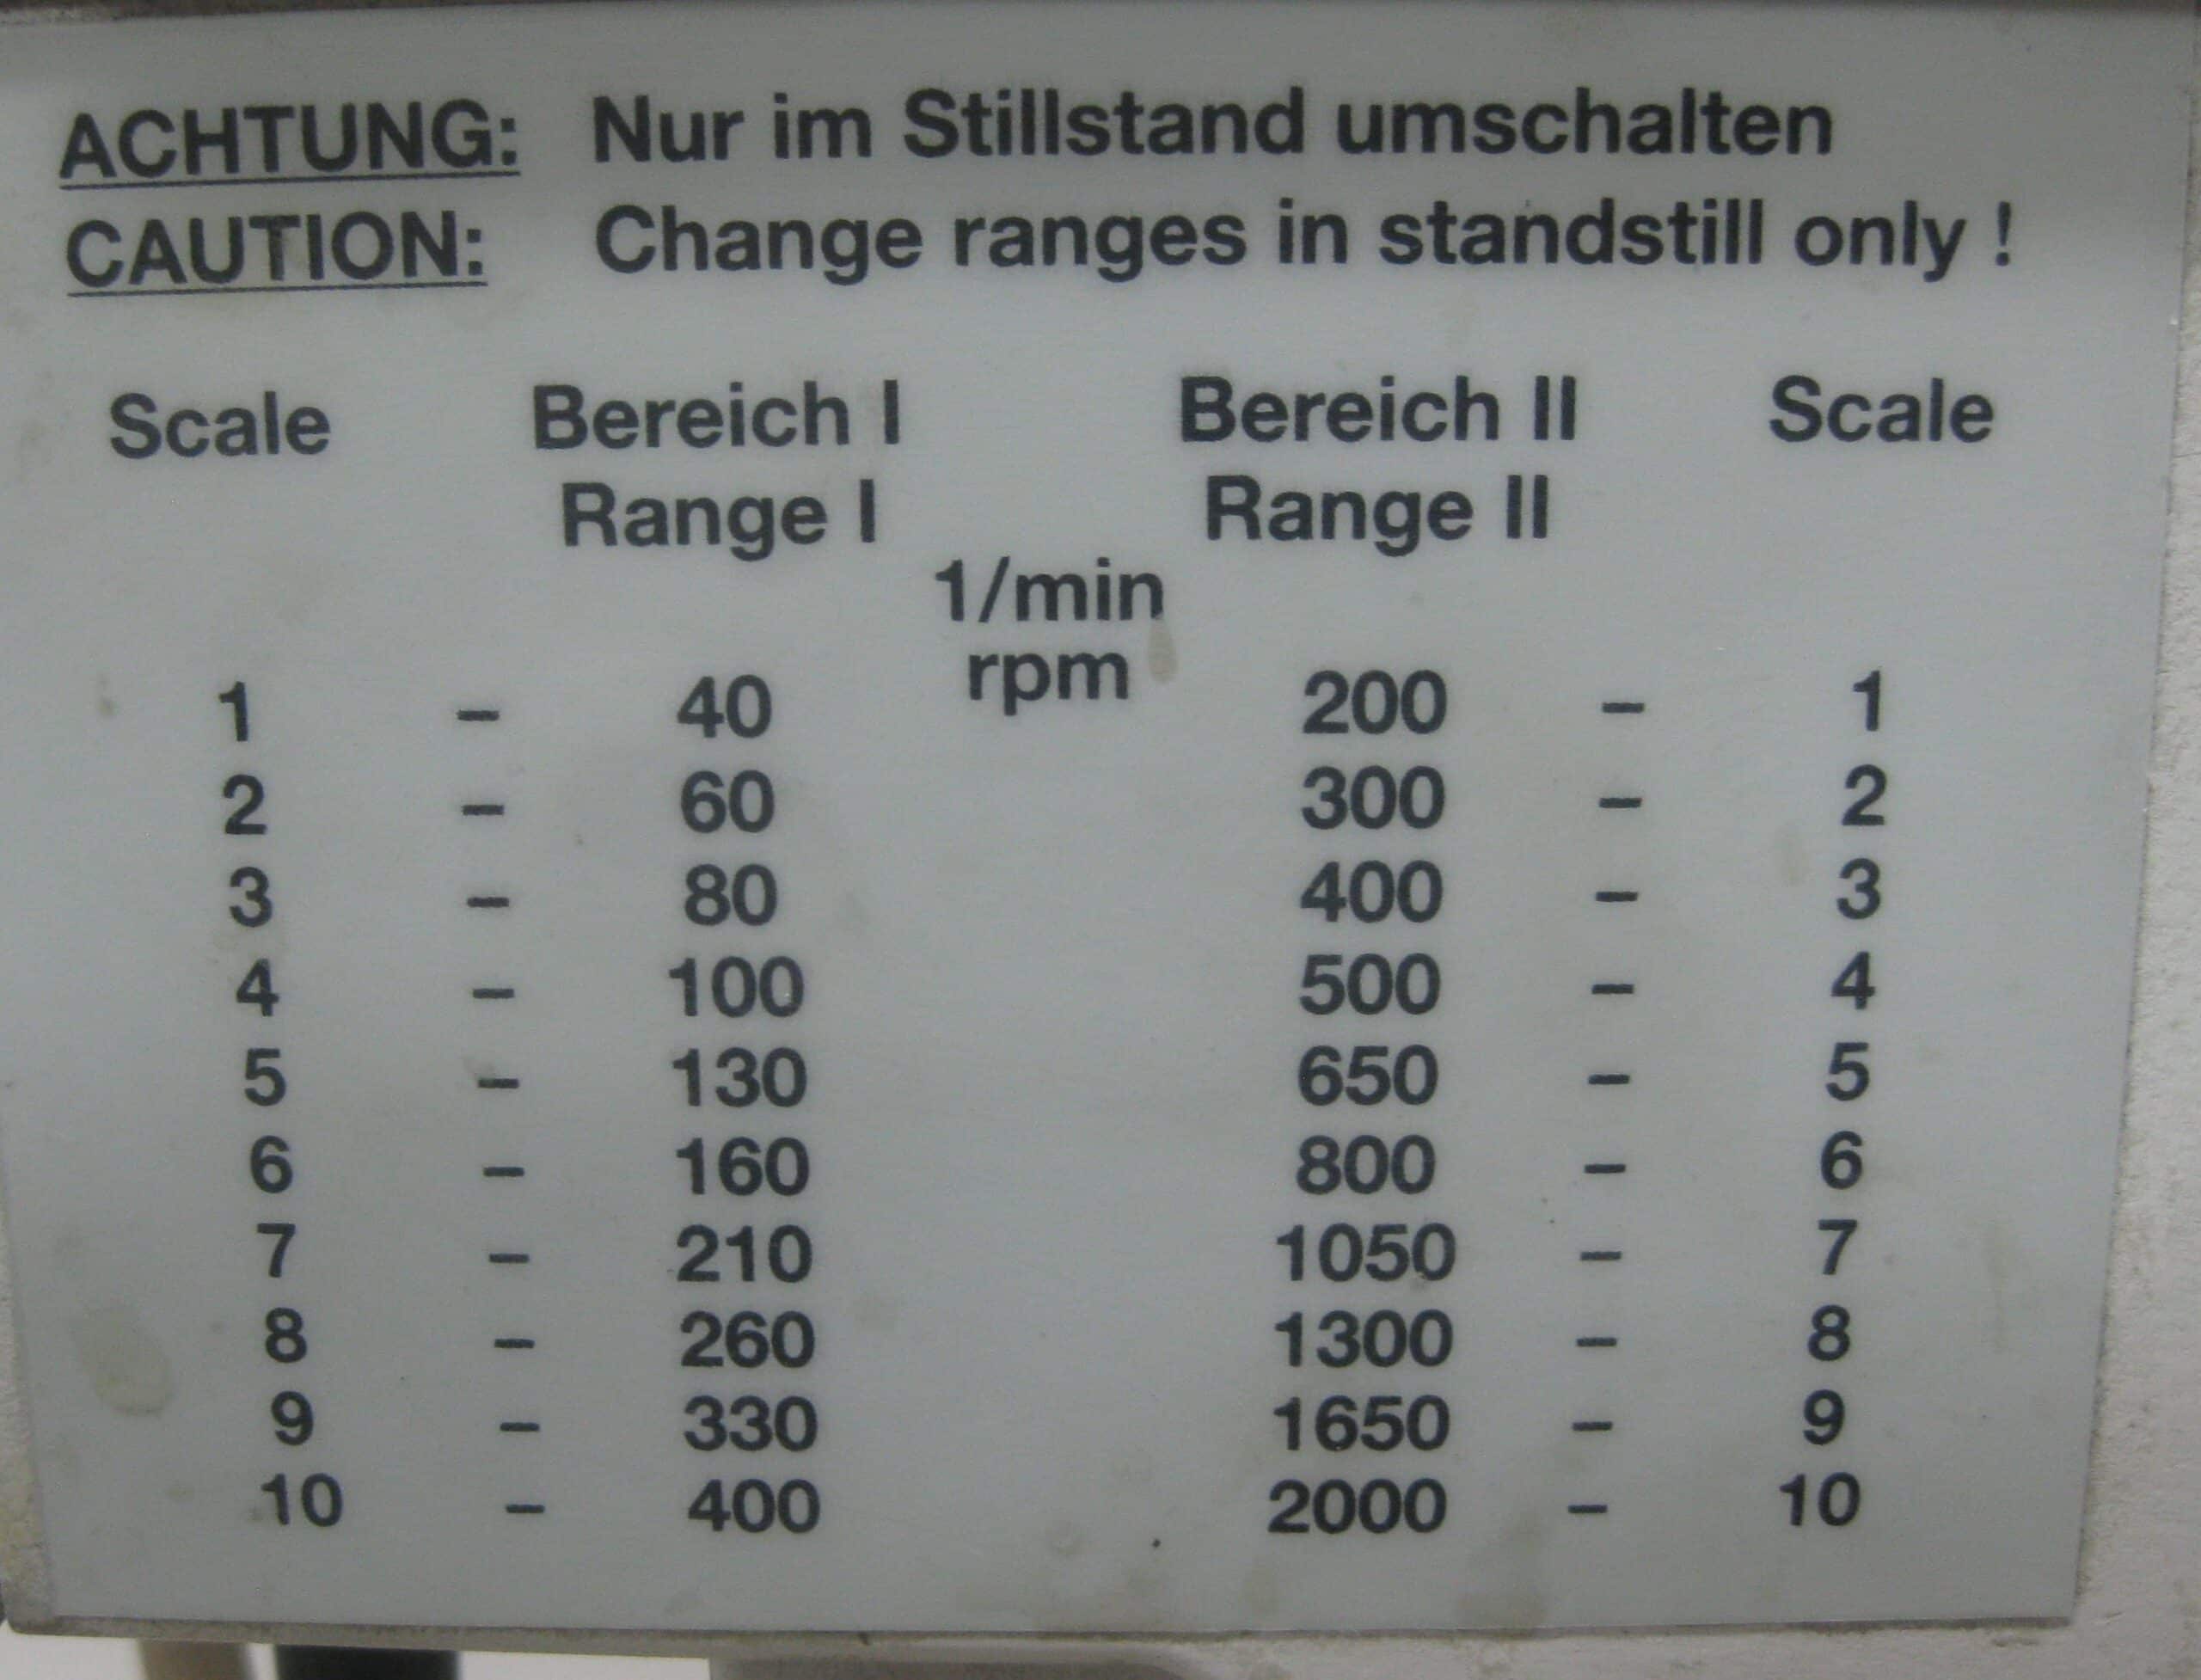 ACHTUNG: Nur im Stillstand umschalten
CAUTION: Change ranges in standstill only !
Scale Bereich I Bereich II Scale
Range I Range II
1/min
rpm
1 – 40 200 – 1
2 – 60 300 – 2
3 – 80 400 – 3
4 – 100 500 – 4
5 – 130 650 – 5
6 – 160 800 – 6
7 – 210 1050 – 7
8 – 260 1300 – 8
9 – 330 1650 – 9
10 – 400 2000 – 10